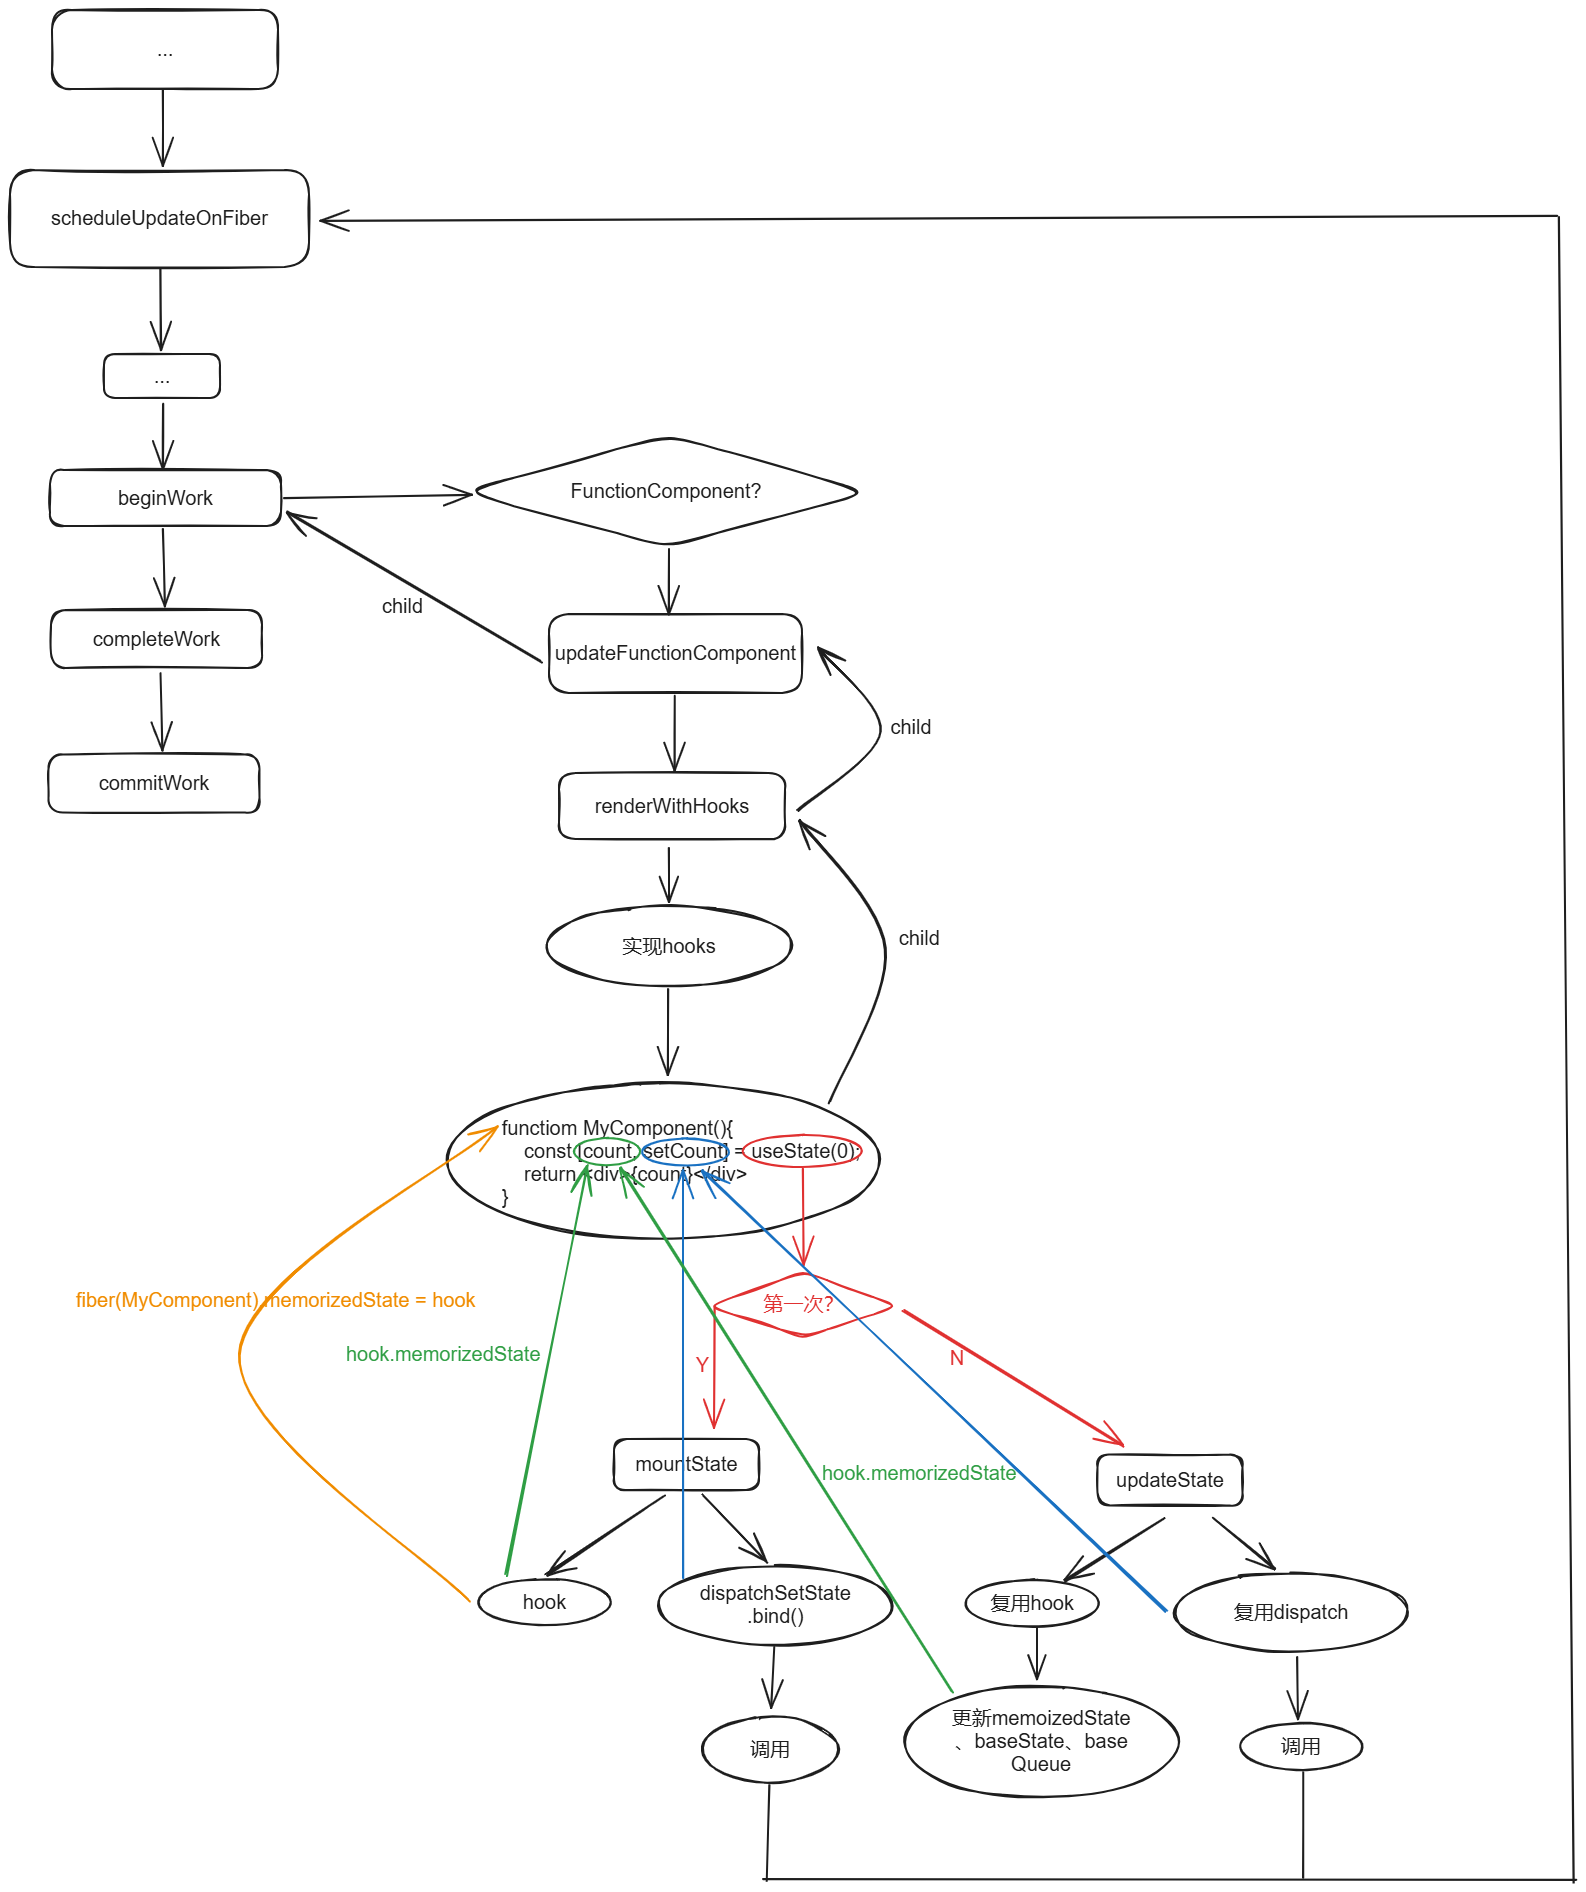 ...
scheduleUpdateOnFiber
...
beginWork
FunctionComponent?
child
completeWork
updateFunctionComponent
child
commitWork
renderWithHooks
child
实现hooks
functiom MyComponent(){
const [count, setCount] = useState(0);
return <div>{count}</div>
}
fiber(MyComponent).memorizedState = hook
第一次?
hook.memorizedState
Y
N
mountState
hook.memorizedState
updateState
hook
dispatchSetState
.bind()
复用hook
复用dispatch
更新memoizedState
、baseState、base
Queue
调用
调用